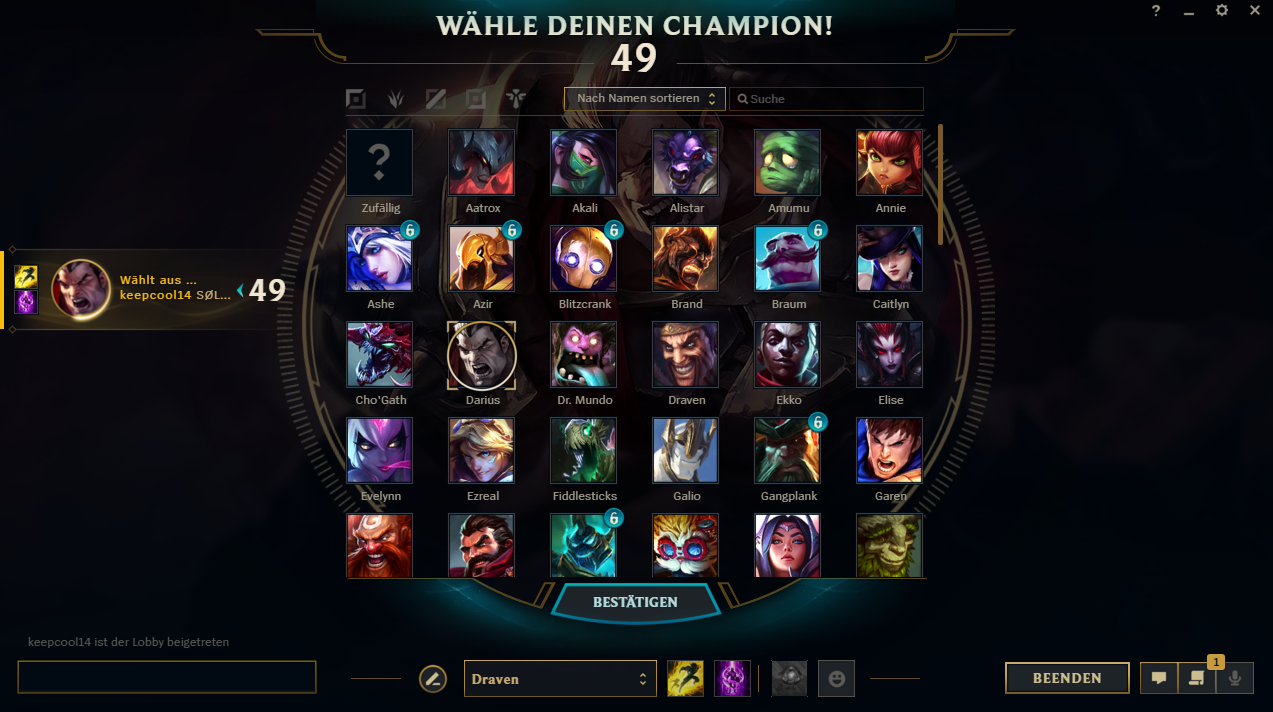 WÄHLE DEINEN CHAMPION!
49
?
Nach Namen sortieren
Suche
?
Zufällig
Aatrox
Akali
Alistar
Amumu
Annie
6
6
6
6
Ashe
Azir
Blitzcrank
Brand
Braum
Caitlyn
Wählt aus ...
keepcool14 SØL...
49
Cho'Gath
Darius
Dr. Mundo
Draven
Ekko
Elise
6
Evelynn
Ezreal
Fiddlesticks
Galio
Gangplank
Garen
6
BESTÄTIGEN
keepcool14 ist der Lobby beigetreten
Draven
BEENDEN
1